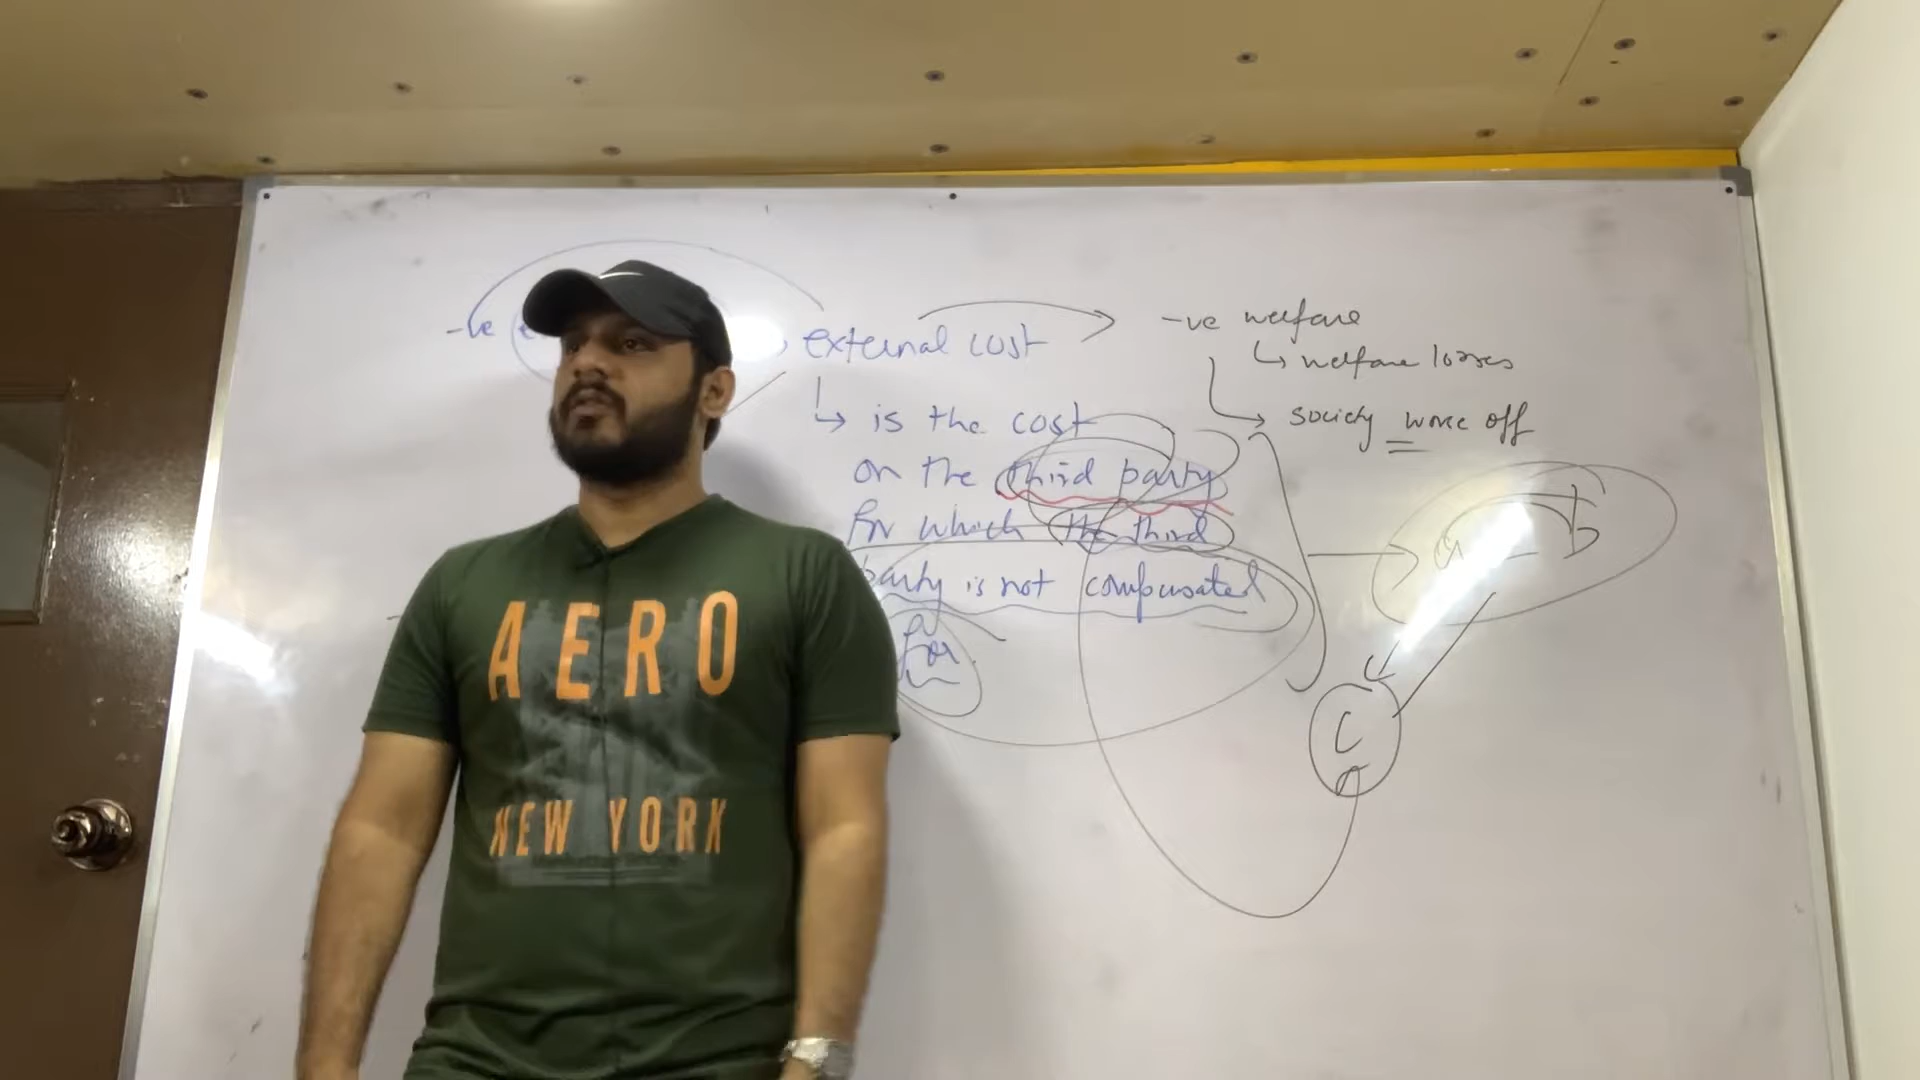 -ve
external cost
-ve welfare
↳ welfare losses
↳ is the cost
→ society worse off
on the third party
for which the third
party is not compensated
for.
a – b
C
AERO
NEW YORK